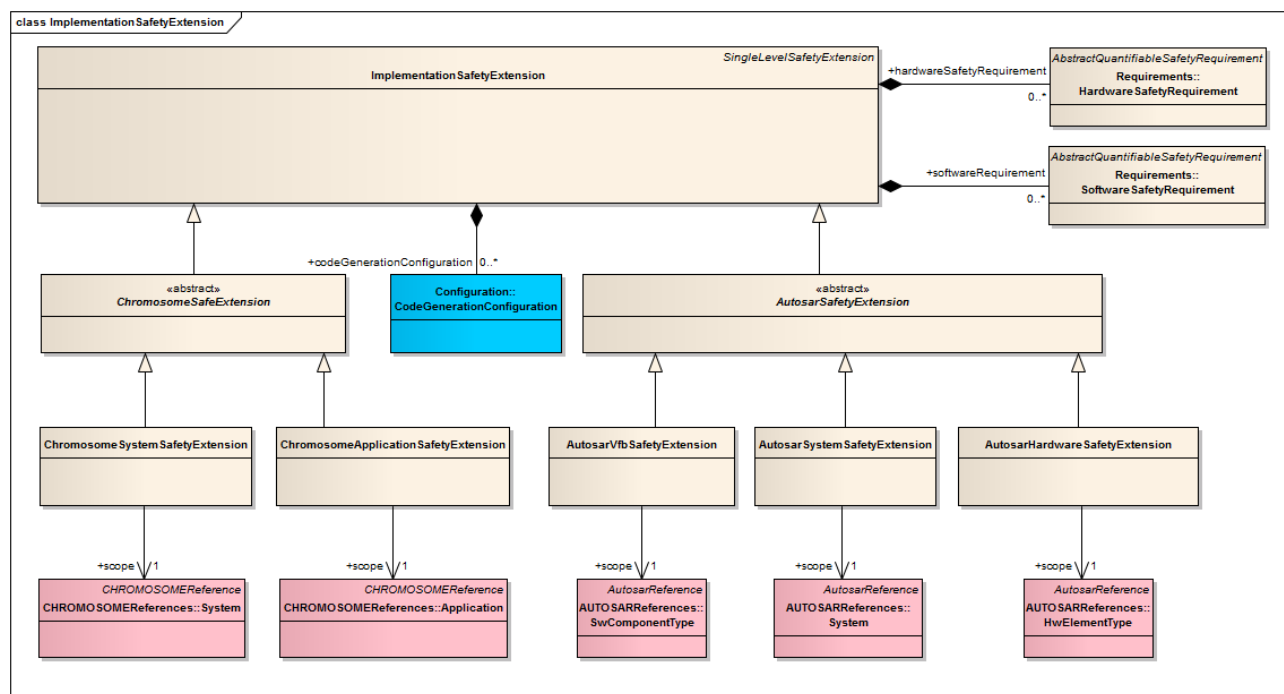 class ImplementationSafetyExtension
SingleLevelSafetyExtension
ImplementationSafetyExtension
+hardwareSafetyRequirement
0..*
AbstractQuantifiableSafetyRequirement
Requirements::
HardwareSafetyRequirement
+softwareRequirement
0..*
AbstractQuantifiableSafetyRequirement
Requirements::
SoftwareSafetyRequirement
+codeGenerationConfiguration 0..*
«abstract»
ChromosomeSafeExtension
Configuration::
CodeGenerationConfiguration
«abstract»
AutosarSafetyExtension
ChromosomeSystemSafetyExtension
ChromosomeApplicationSafetyExtension
AutosarVfbSafetyExtension
AutosarSystemSafetyExtension
AutosarHardwareSafetyExtension
+scope 1
+scope 1
+scope 1
+scope 1
+scope 1
CHROMOSOMEReference
CHROMOSOMEReferences::System
CHROMOSOMEReference
CHROMOSOMEReferences::Application
AutosarReference
AUTOSARReferences::
SwComponentType
AutosarReference
AUTOSARReferences::
System
AutosarReference
AUTOSARReferences::
HwElementType